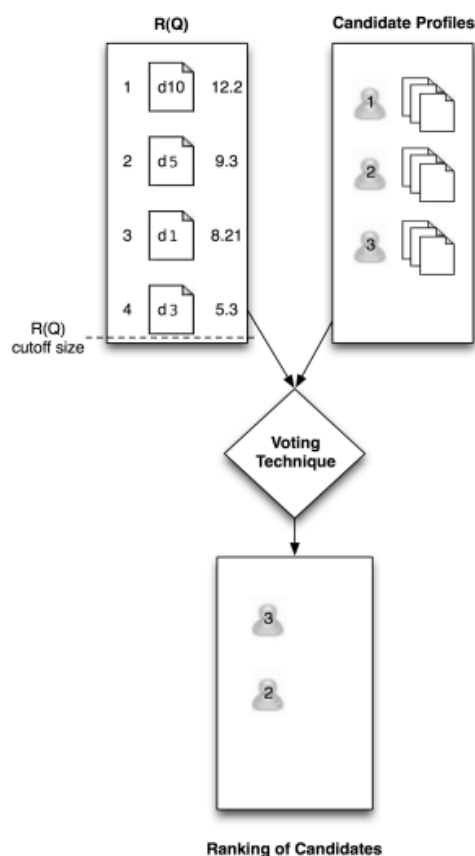 R(Q)
1 d10 12.2
2 d5 9.3
3 d1 8.21
4 d3 5.3
R(Q)
cutoff size
Candidate Profiles
1
2
3
Voting
Technique
3
2
Ranking of Candidates